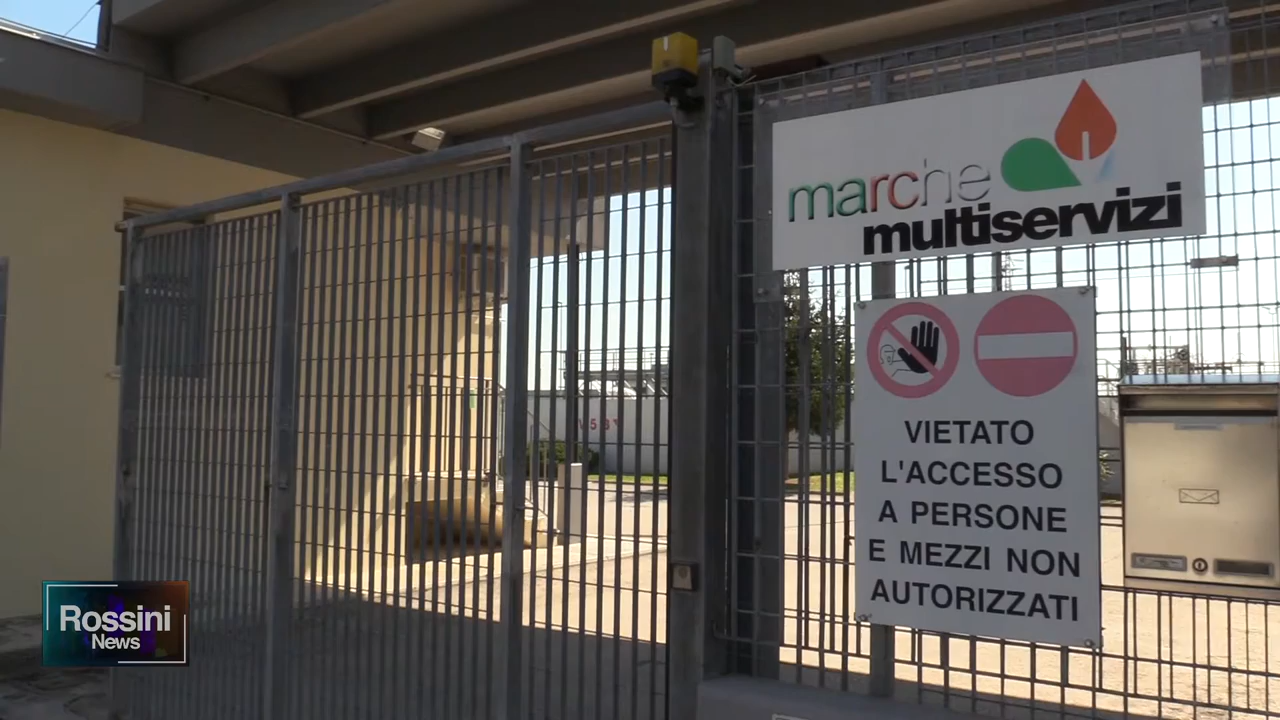 marche
multiservizi
VIETATO
L'ACCESSO
A PERSONE
E MEZZI NON
AUTORIZZATI
Rossini
News